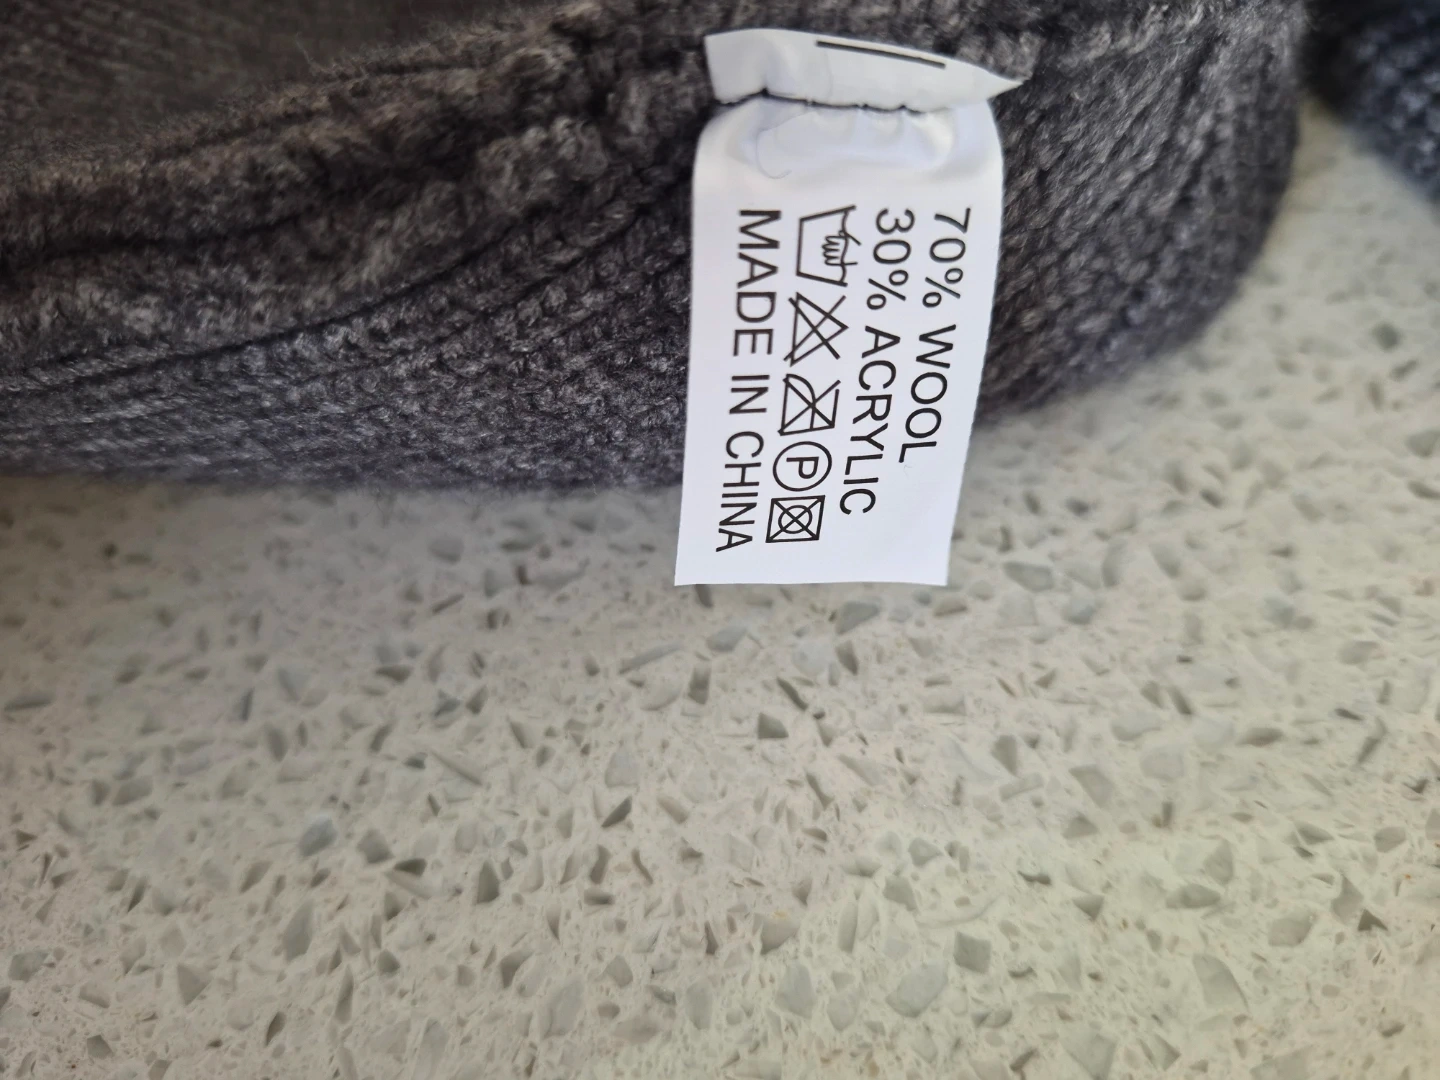 70% WOOL
30% ACRYLIC
P
MADE IN CHINA